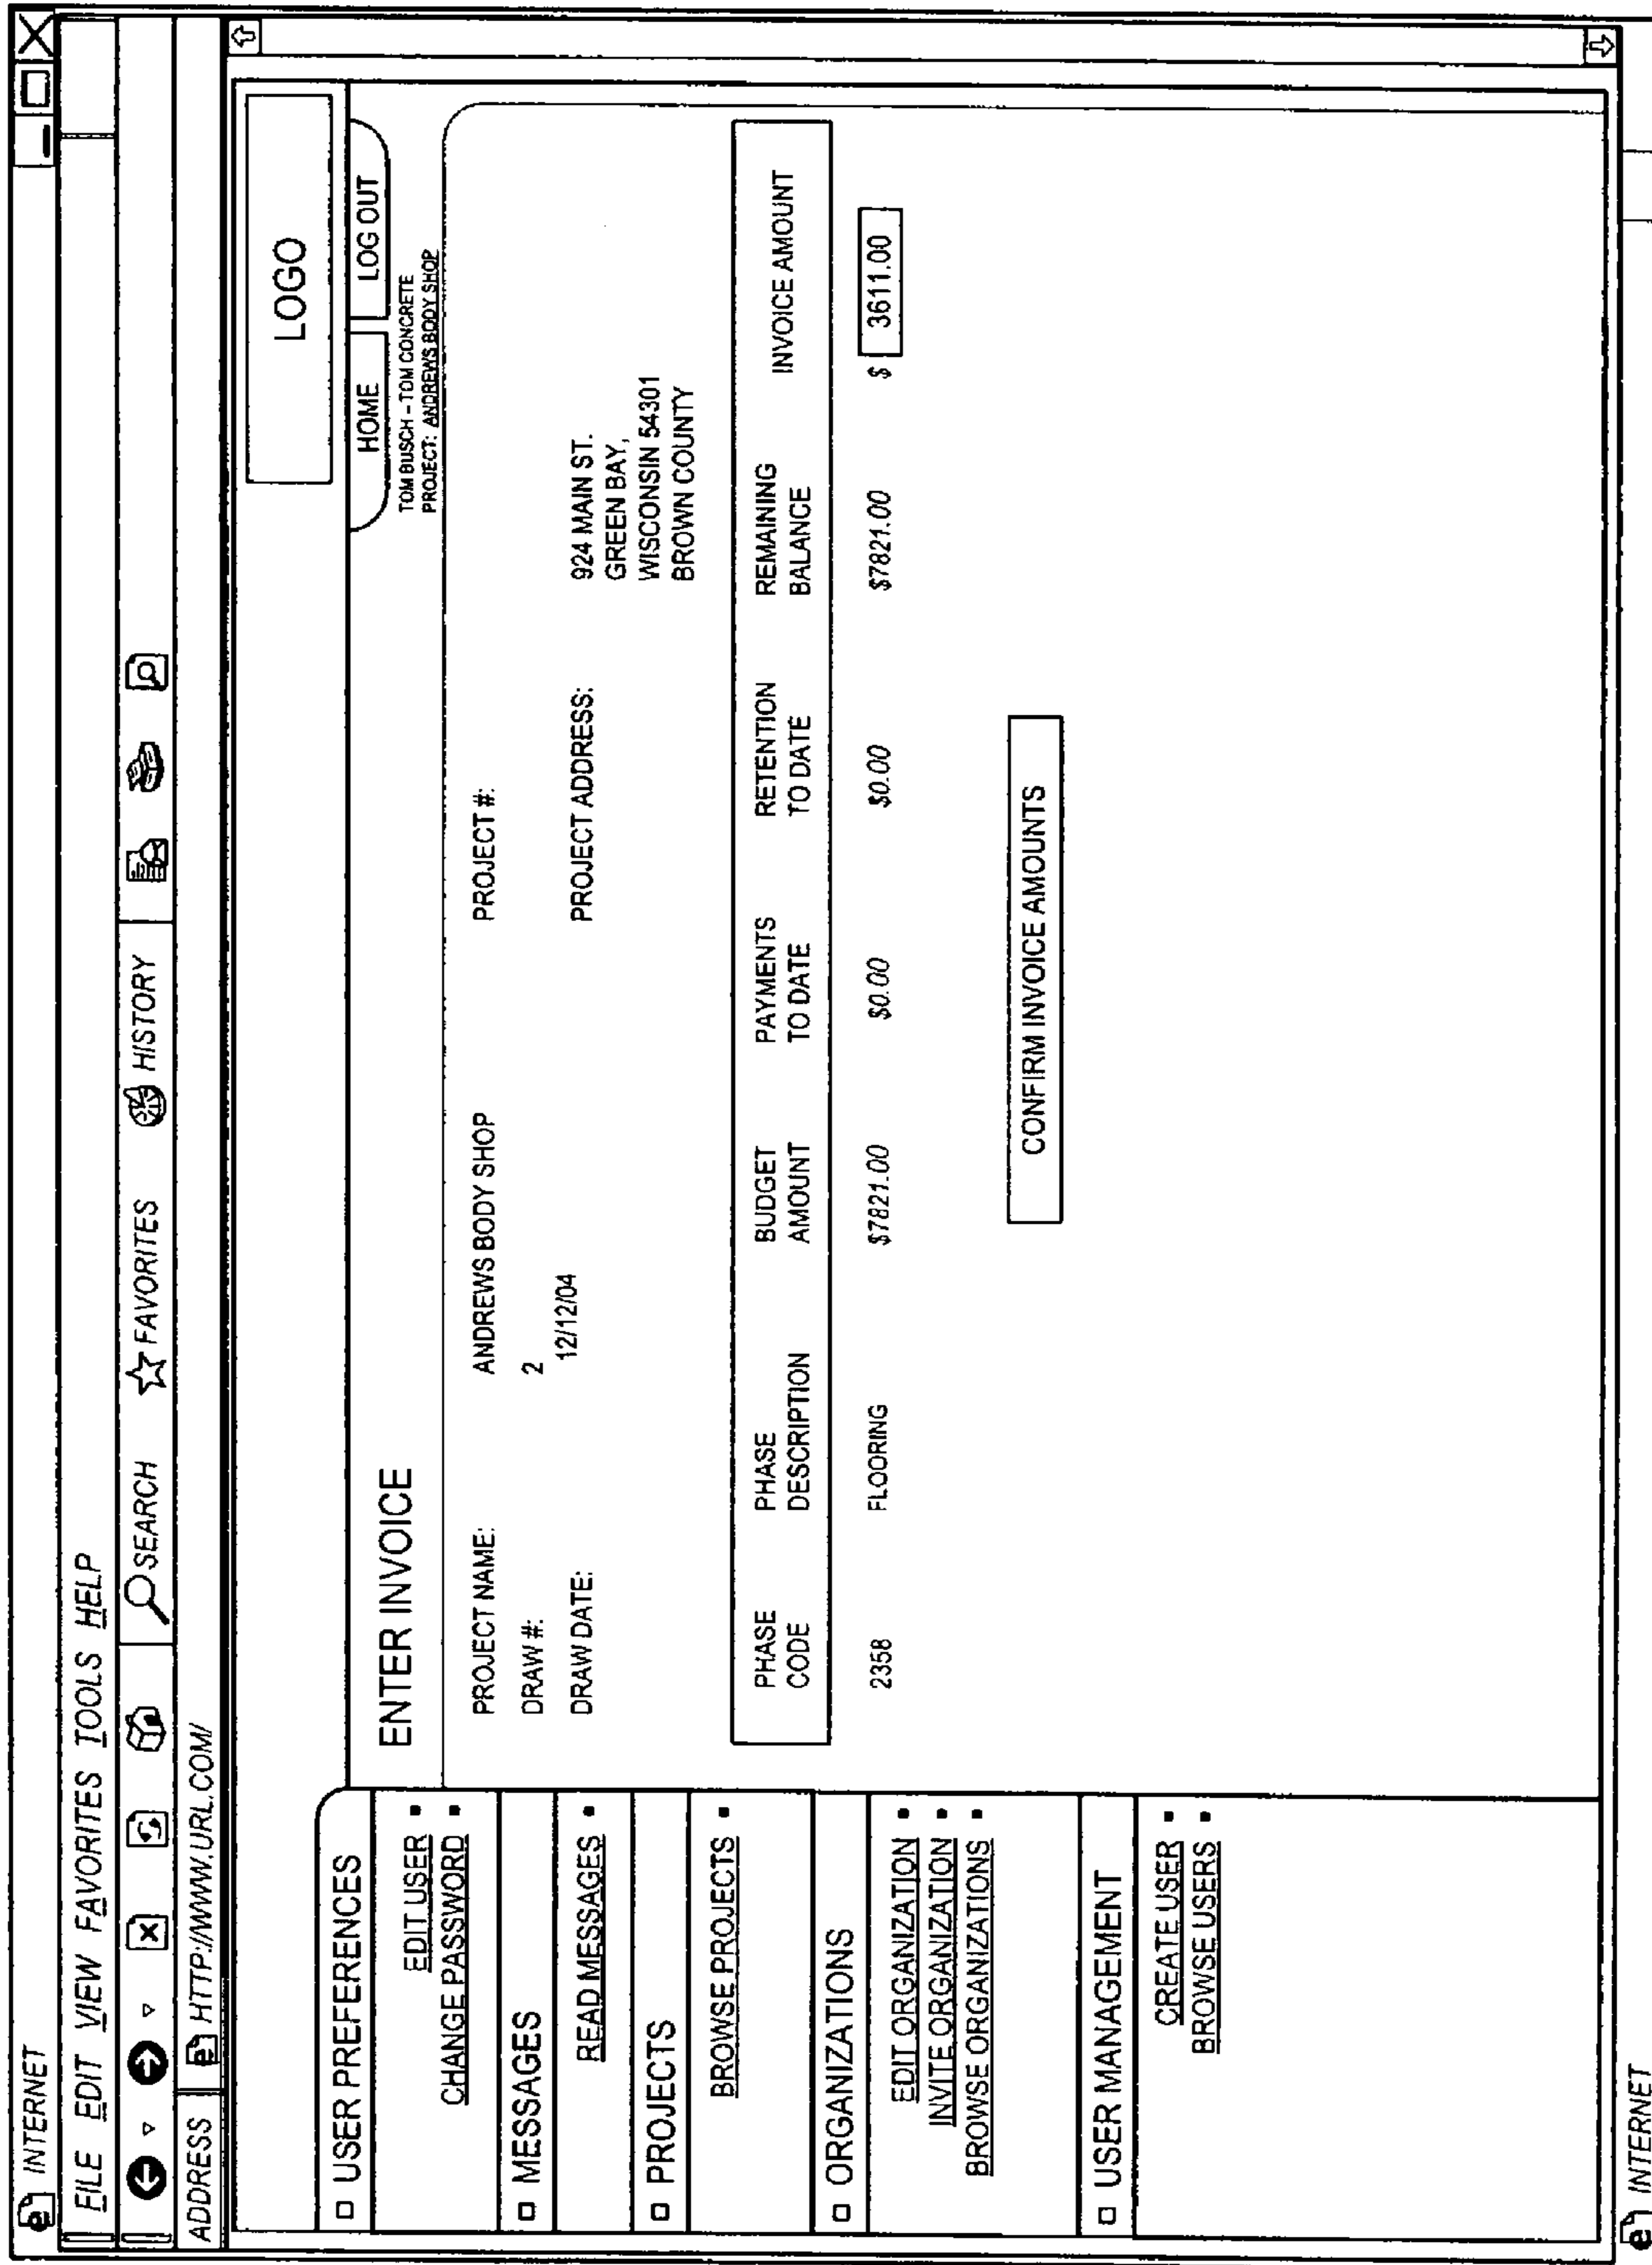 INTERNET
FILE EDIT VIEW FAVORITES TOOLS HELP
SEARCH FAVORITES HISTORY
ADDRESS HTTP://WWW.URL.COM/
LOGO
HOME LOG OUT
TOM BUSCH – TOM CONCRETE
PROJECT: ANDREWS BODY SHOP
USER PREFERENCES
EDIT USER
CHANGE PASSWORD
MESSAGES
READ MESSAGES
PROJECTS
BROWSE PROJECTS
ORGANIZATIONS
EDIT ORGANIZATION
INVITE ORGANIZATION
BROWSE ORGANIZATIONS
USER MANAGEMENT
CREATE USER
BROWSE USERS
ENTER INVOICE
PROJECT NAME: ANDREWS BODY SHOP PROJECT #:
DRAW #: 2
DRAW DATE: 12/12/04 PROJECT ADDRESS: 924 MAIN ST.
GREEN BAY,
WISCONSIN 54301
BROWN COUNTY
PHASE PHASE BUDGET PAYMENTS RETENTION REMAINING
CODE DESCRIPTION AMOUNT TO DATE TO DATE BALANCE INVOICE AMOUNT
2358 FLOORING $7821.00 $0.00 $0.00 $7821.00 $ 3611.00
CONFIRM INVOICE AMOUNTS
INTERNET